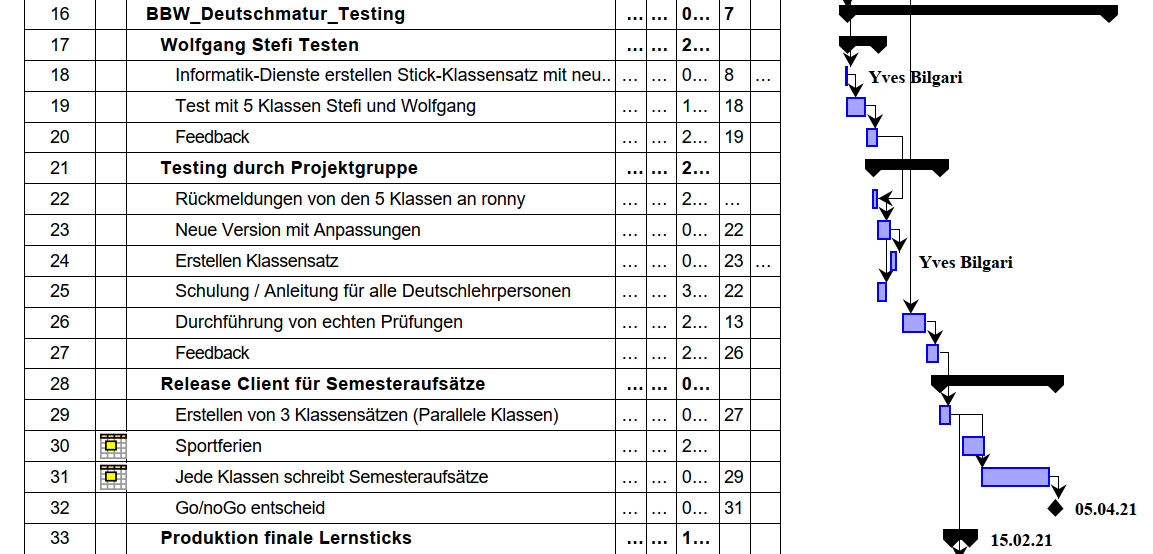 16 BBW_Deutschmatur_Testing ... ... 0... 7
17 Wolfgang Stefi Testen ... ... 2...
18 Informatik-Dienste erstellen Stick-Klassensatz mit neu.. ... ... 0... 8 ... Yves Bilgari
19 Test mit 5 Klassen Stefi und Wolfgang ... ... 1... 18
20 Feedback ... ... 2... 19
21 Testing durch Projektgruppe ... ... 2...
22 Rückmeldungen von den 5 Klassen an ronny ... ... 2... ...
23 Neue Version mit Anpassungen ... ... 0... 22
24 Erstellen Klassensatz ... ... 0... 23 ... Yves Bilgari
25 Schulung / Anleitung für alle Deutschlehrpersonen ... ... 3... 22
26 Durchführung von echten Prüfungen ... ... 2... 13
27 Feedback ... ... 2... 26
28 Release Client für Semesteraufsätze ... ... 0...
29 Erstellen von 3 Klassensätzen (Parallele Klassen) ... ... 0... 27
30 Sportferien ... ... 2...
31 Jede Klassen schreibt Semesteraufsätze ... ... 0... 29
32 Go/noGo entscheid ... ... 0... 31 05.04.21
33 Produktion finale Lernsticks ... ... 1... 15.02.21